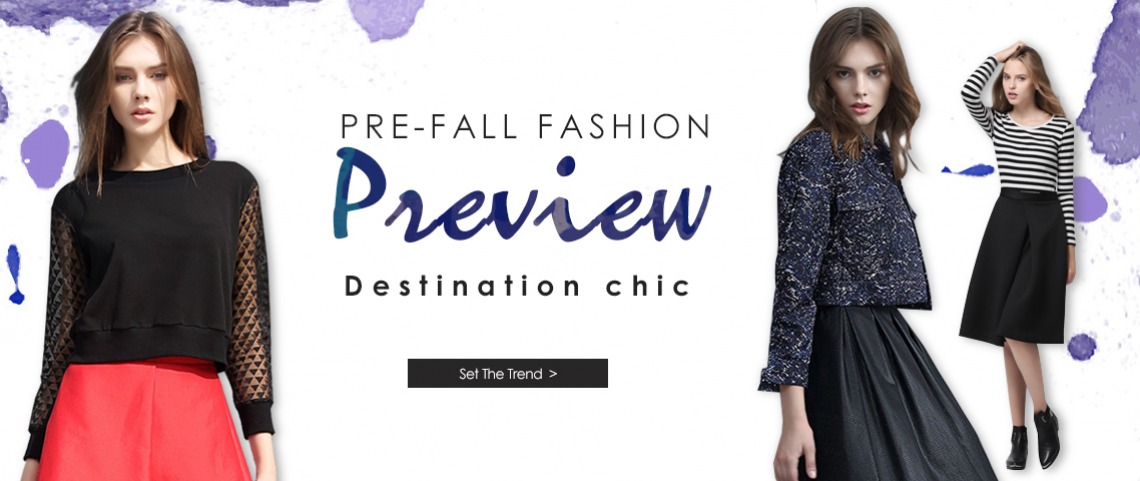 PRE-FALL FASHION
Preview
Destination chic
Set The Trend >